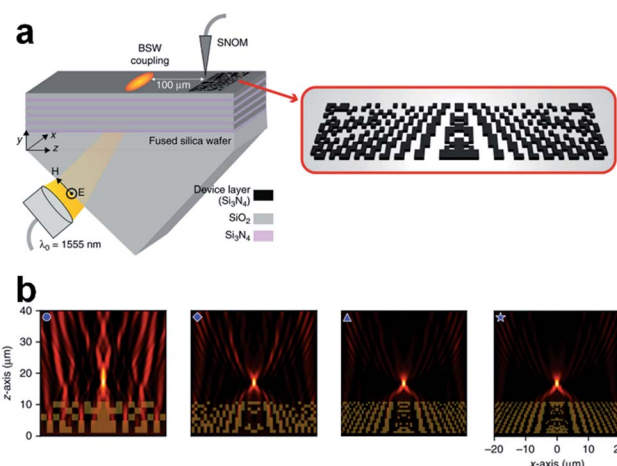 a
BSW
coupling
SNOM
100 μm
y
x
z
Fused silica wafer
H
E
λ0 = 1555 nm
Device layer
(Si3N4)
SiO2
Si3N4
b
z-axis (μm)
40
30
20
10
0
−20
−10
0
10
x-axis (μm)